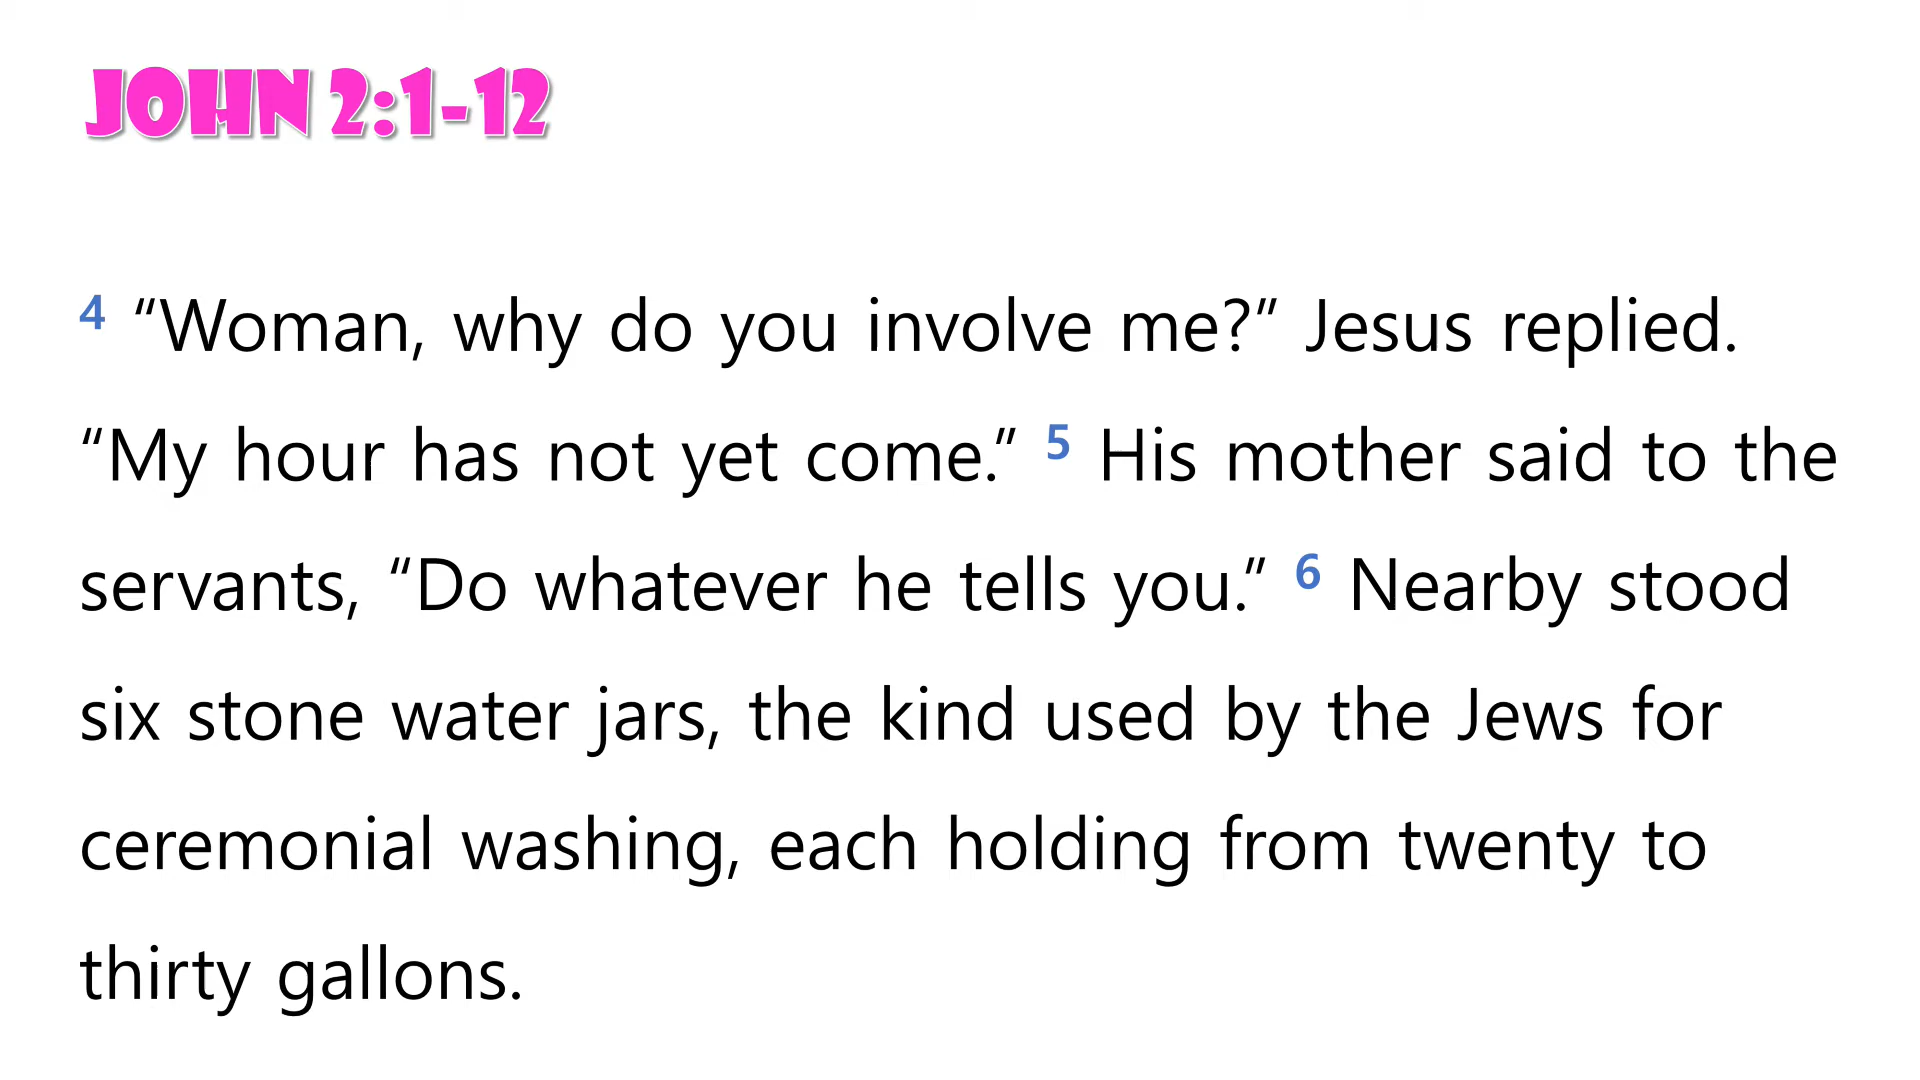 JOHN 2:1-12
4 “Woman, why do you involve me?” Jesus replied.
“My hour has not yet come.” 5 His mother said to the
servants, “Do whatever he tells you.” 6 Nearby stood
six stone water jars, the kind used by the Jews for
ceremonial washing, each holding from twenty to
thirty gallons.